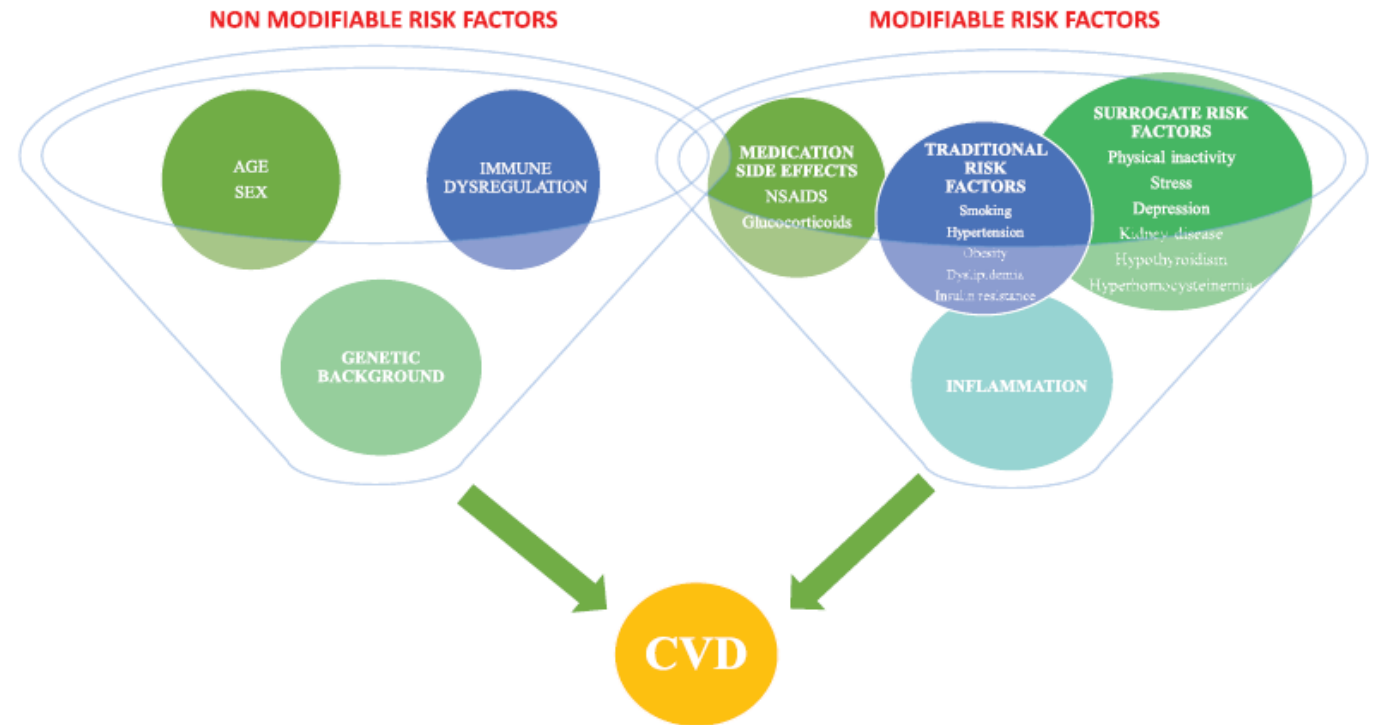 NON MODIFIABLE RISK FACTORS
AGE
SEX
IMMUNE
DYSREGULATION
GENETIC
BACKGROUND
MODIFIABLE RISK FACTORS
MEDICATION
SIDE EFFECTS
NSAIDS
Glucocorticoids
TRADITIONAL
RISK
FACTORS
Smoking
Hypertension
Obesity
Dyslipidemia
Insulin resistance
SURROGATE RISK
FACTORS
Physical inactivity
Stress
Depression
Kidney disease
Hypothyroidism
Hyperhomocysteinemia
INFLAMMATION
CVD